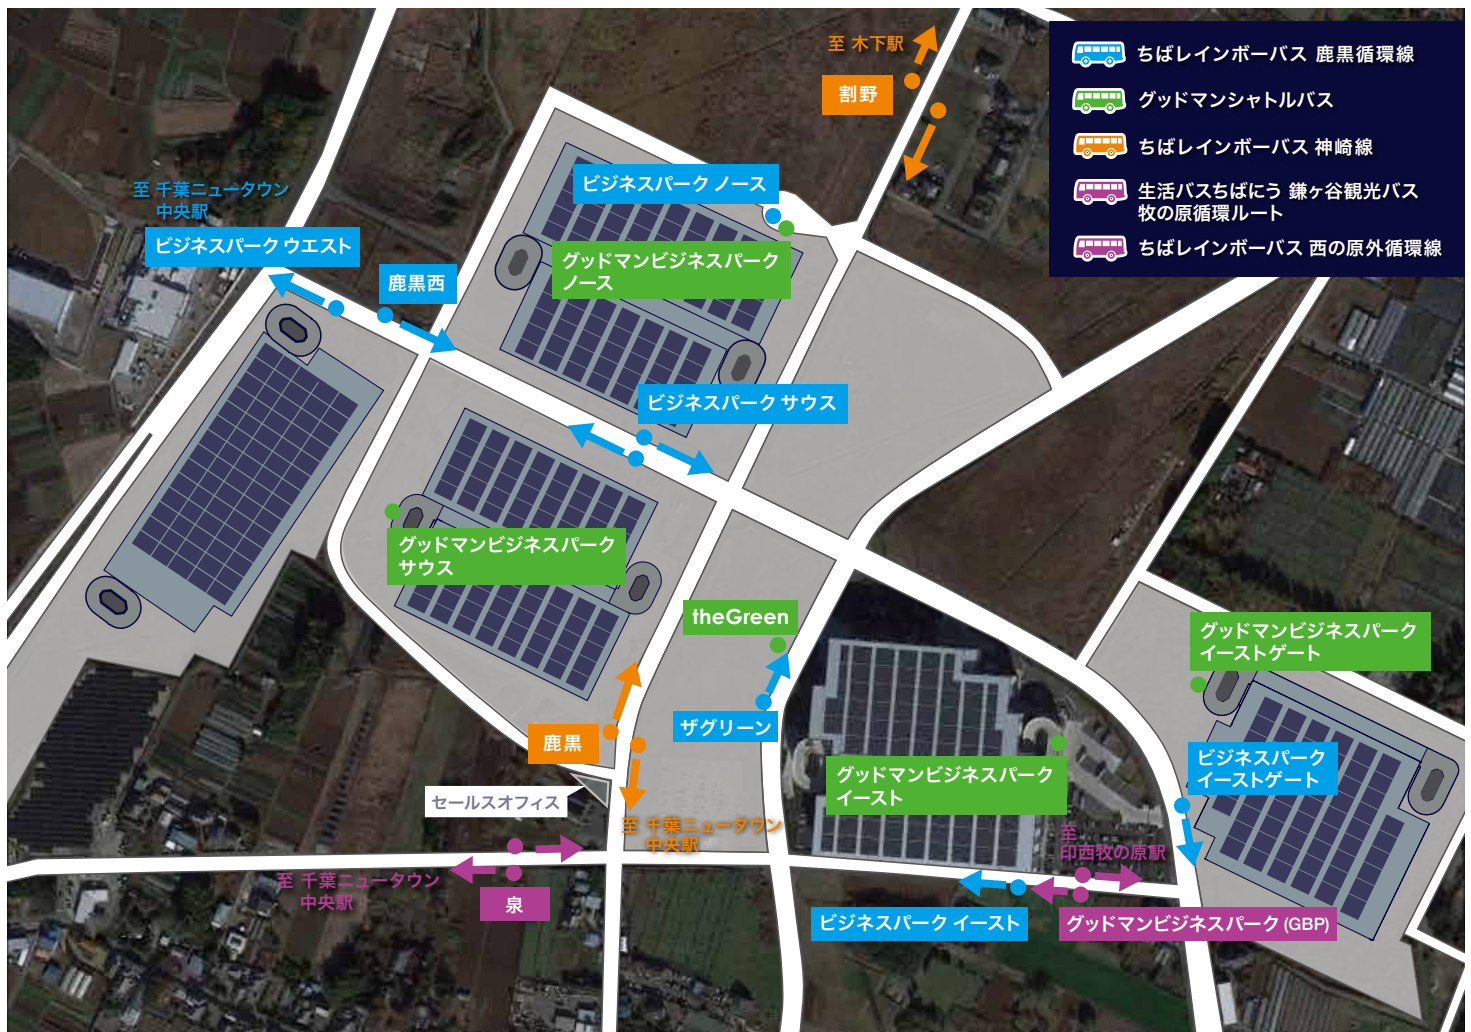 至 木下駅
割野
ちばレインボーバス 鹿黒循環線
グッドマンシャトルバス
ちばレインボーバス 神崎線
生活バスちばにう 鎌ヶ谷観光バス
牧の原循環ルート
ちばレインボーバス 西の原外循環線
至 千葉ニュータウン
中央駅
ビジネスパーク ウエスト
鹿黒西
ビジネスパーク ノース
グッドマンビジネスパーク
ノース
ビジネスパーク サウス
グッドマンビジネスパーク
サウス
theGreen
ザグリーン
グッドマンビジネスパーク
イーストゲート
ビジネスパーク
イーストゲート
グッドマンビジネスパーク
イースト
鹿黒
セールスオフィス
至 千葉ニュータウン
中央駅
至
印西牧の原駅
至 千葉ニュータウン
中央駅
泉
ビジネスパーク イースト
グッドマンビジネスパーク (GBP)